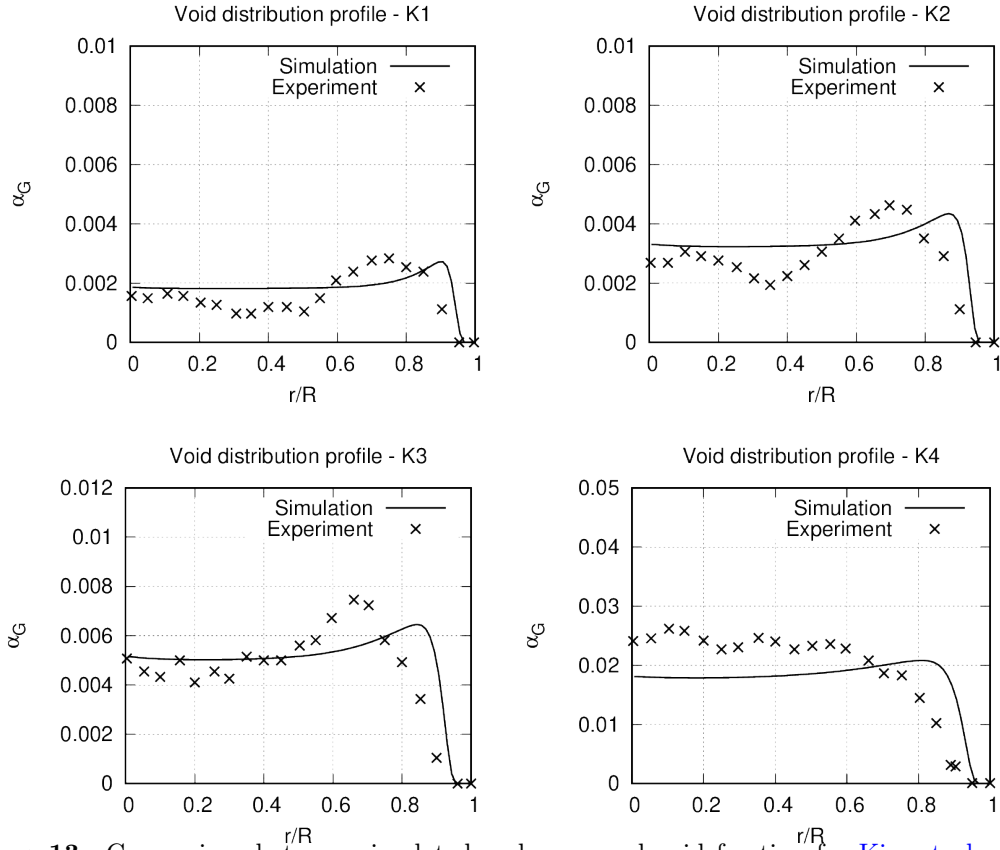 Void distribution profile - K1
0.01
0.008
0.006
0.004
0.002
0
αG
Simulation
Experiment
0 0.2 0.4 0.6 0.8 1
r/R
Void distribution profile - K2
0.01
0.008
0.006
0.004
0.002
0
αG
Simulation
Experiment
0 0.2 0.4 0.6 0.8 1
r/R
Void distribution profile - K3
0.012
0.01
0.008
0.006
0.004
0.002
0
αG
Simulation
Experiment
0 0.2 0.4 0.6 0.8 1
r/R
Void distribution profile - K4
0.05
0.04
0.03
0.02
0.01
0
αG
Simulation
Experiment
0 0.2 0.4 0.6 0.8 1
r/R